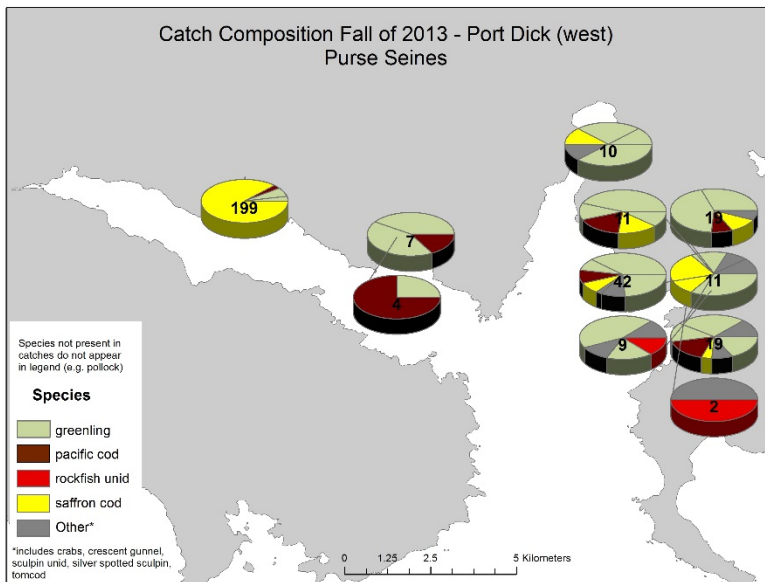 Catch Composition Fall of 2013 - Port Dick (west)
Purse Seines
10
199
11
19
7
42
11
4
9
19
2
Species not present in
catches do not appear
in legend (e.g. pollock)
Species
greenling
pacific cod
rockfish unid
saffron cod
Other*
*includes crabs, crescent gunnel,
sculpin unid, silver spotted sculpin,
tomcod
0 1.25 2.5 5 Kilometers